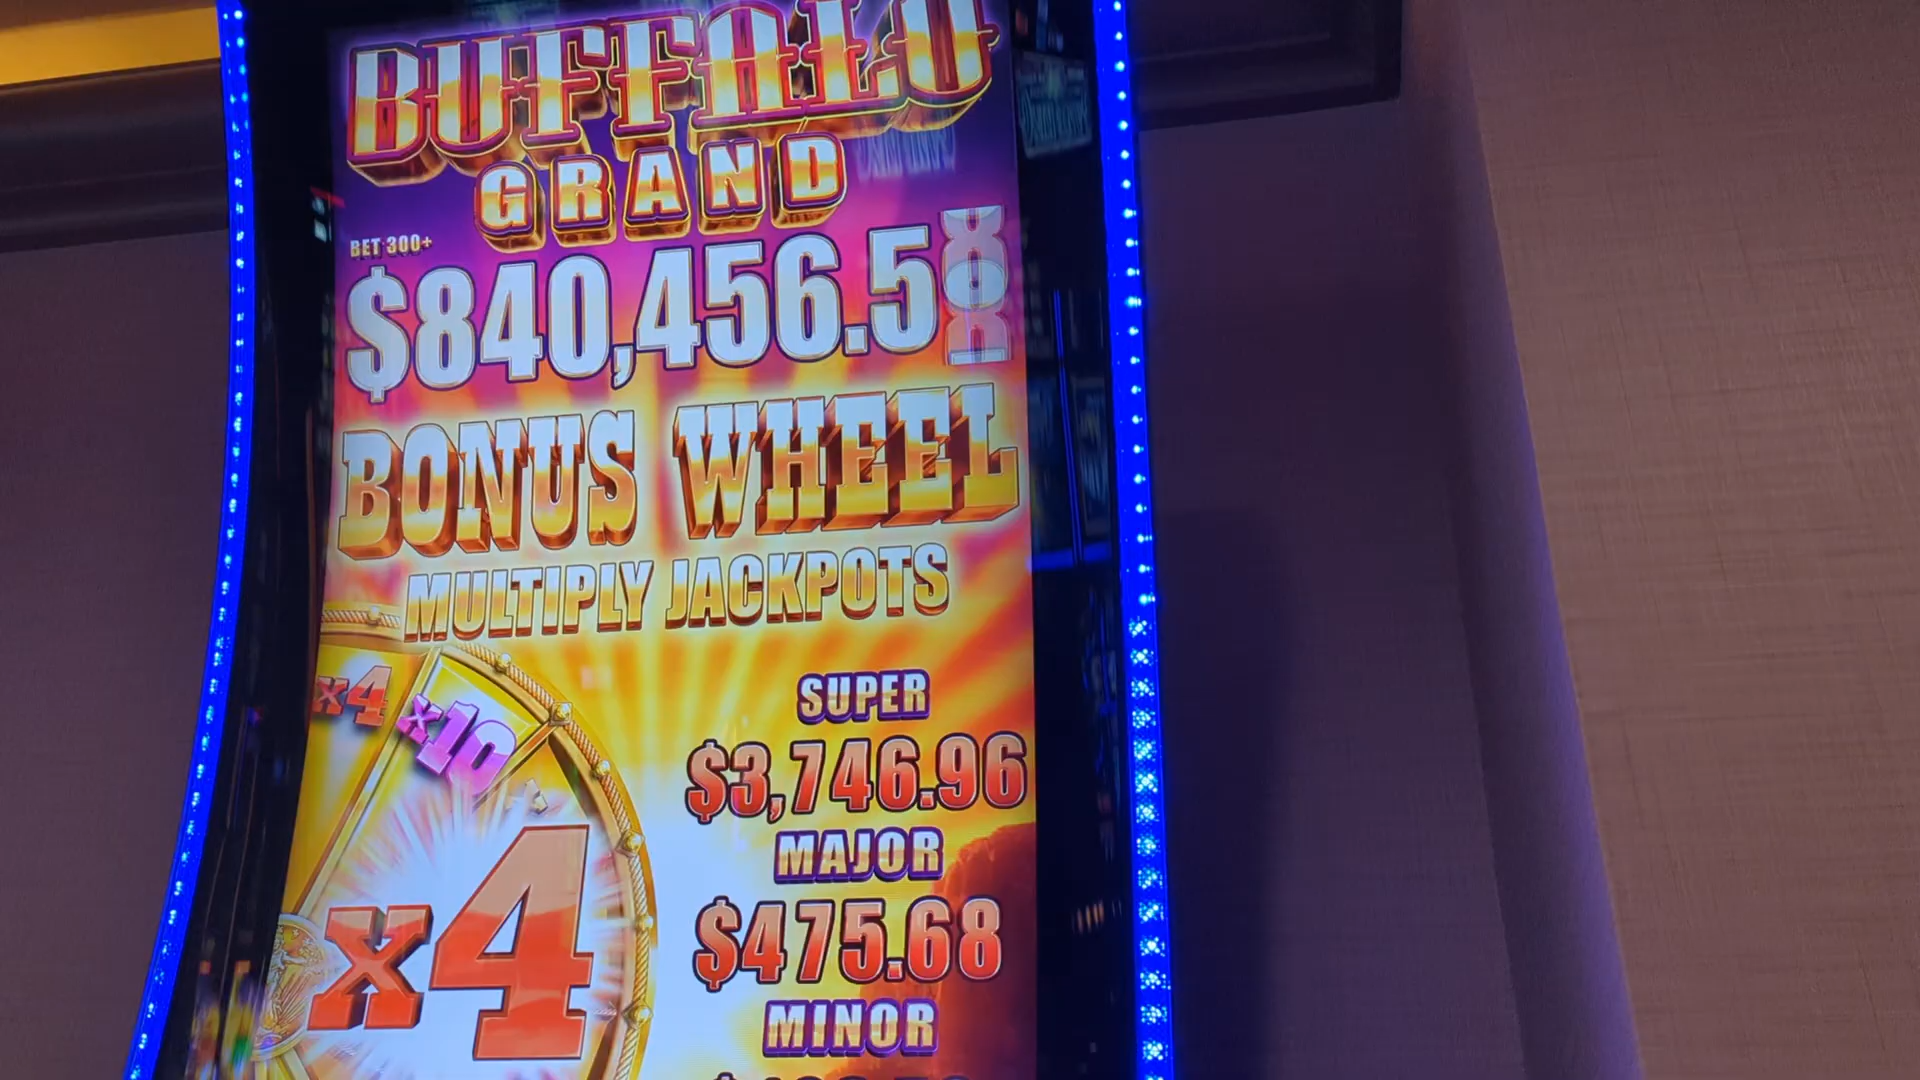 BUFFALO
GRAND
BET 300+
$840,456.5
BONUS WHEEL
MULTIPLY JACKPOTS
x4
x10
SUPER
$3,746.96
MAJOR
x4
$475.68
MINOR